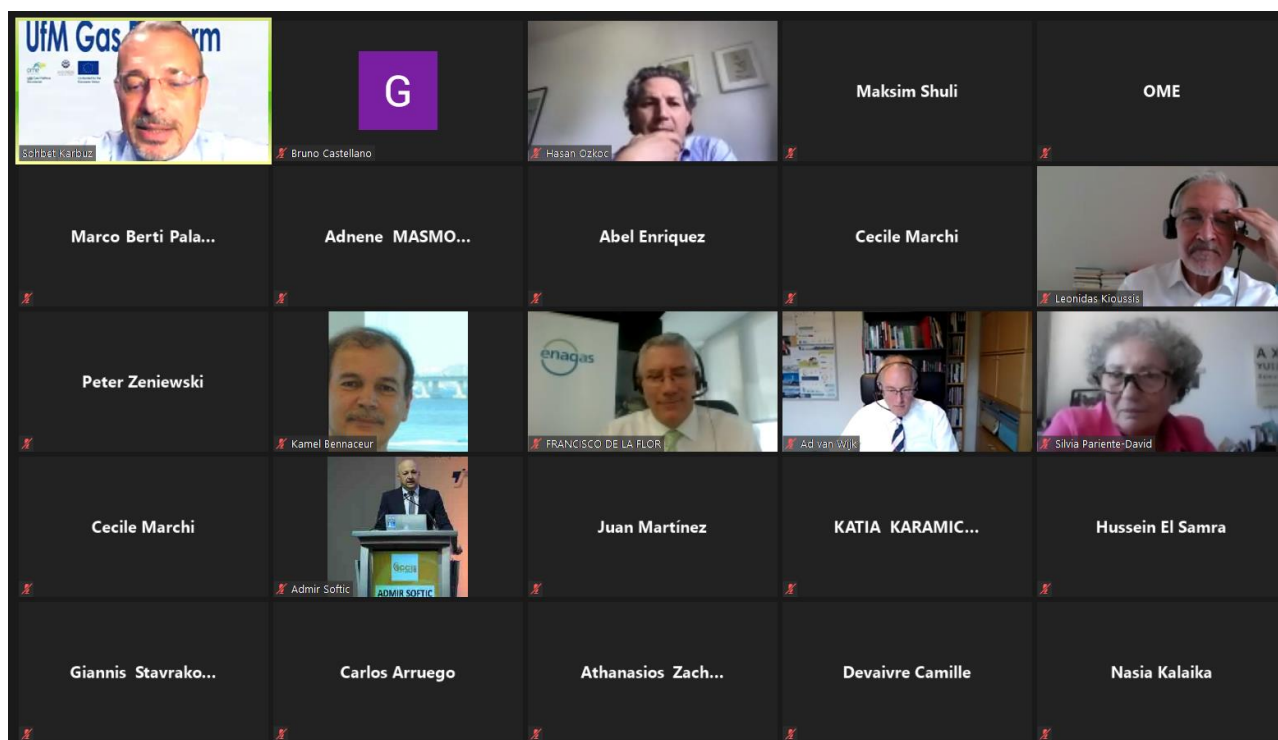 UfM Gas
rm
Sohbet Karbuz
G
Bruno Castellano
Hasan Ozkoc
Maksim Shuli
OME
Marco Berti Pala...
Adnene MASMO...
Abel Enriquez
Cecile Marchi
Leonidas Kioussis
Peter Zeniewski
Kamel Bennaceur
enagas
FRANCISCO DE LA FLOR
Ad van Wijk
Silvia Pariente-David
Cecile Marchi
Admir Softic
ADMIR SOFTIC
Juan Martínez
KATIA KARAMIC...
Hussein El Samra
Giannis Stavrako...
Carlos Arruego
Athanasios Zach...
Devaivre Camille
Nasia Kalaika